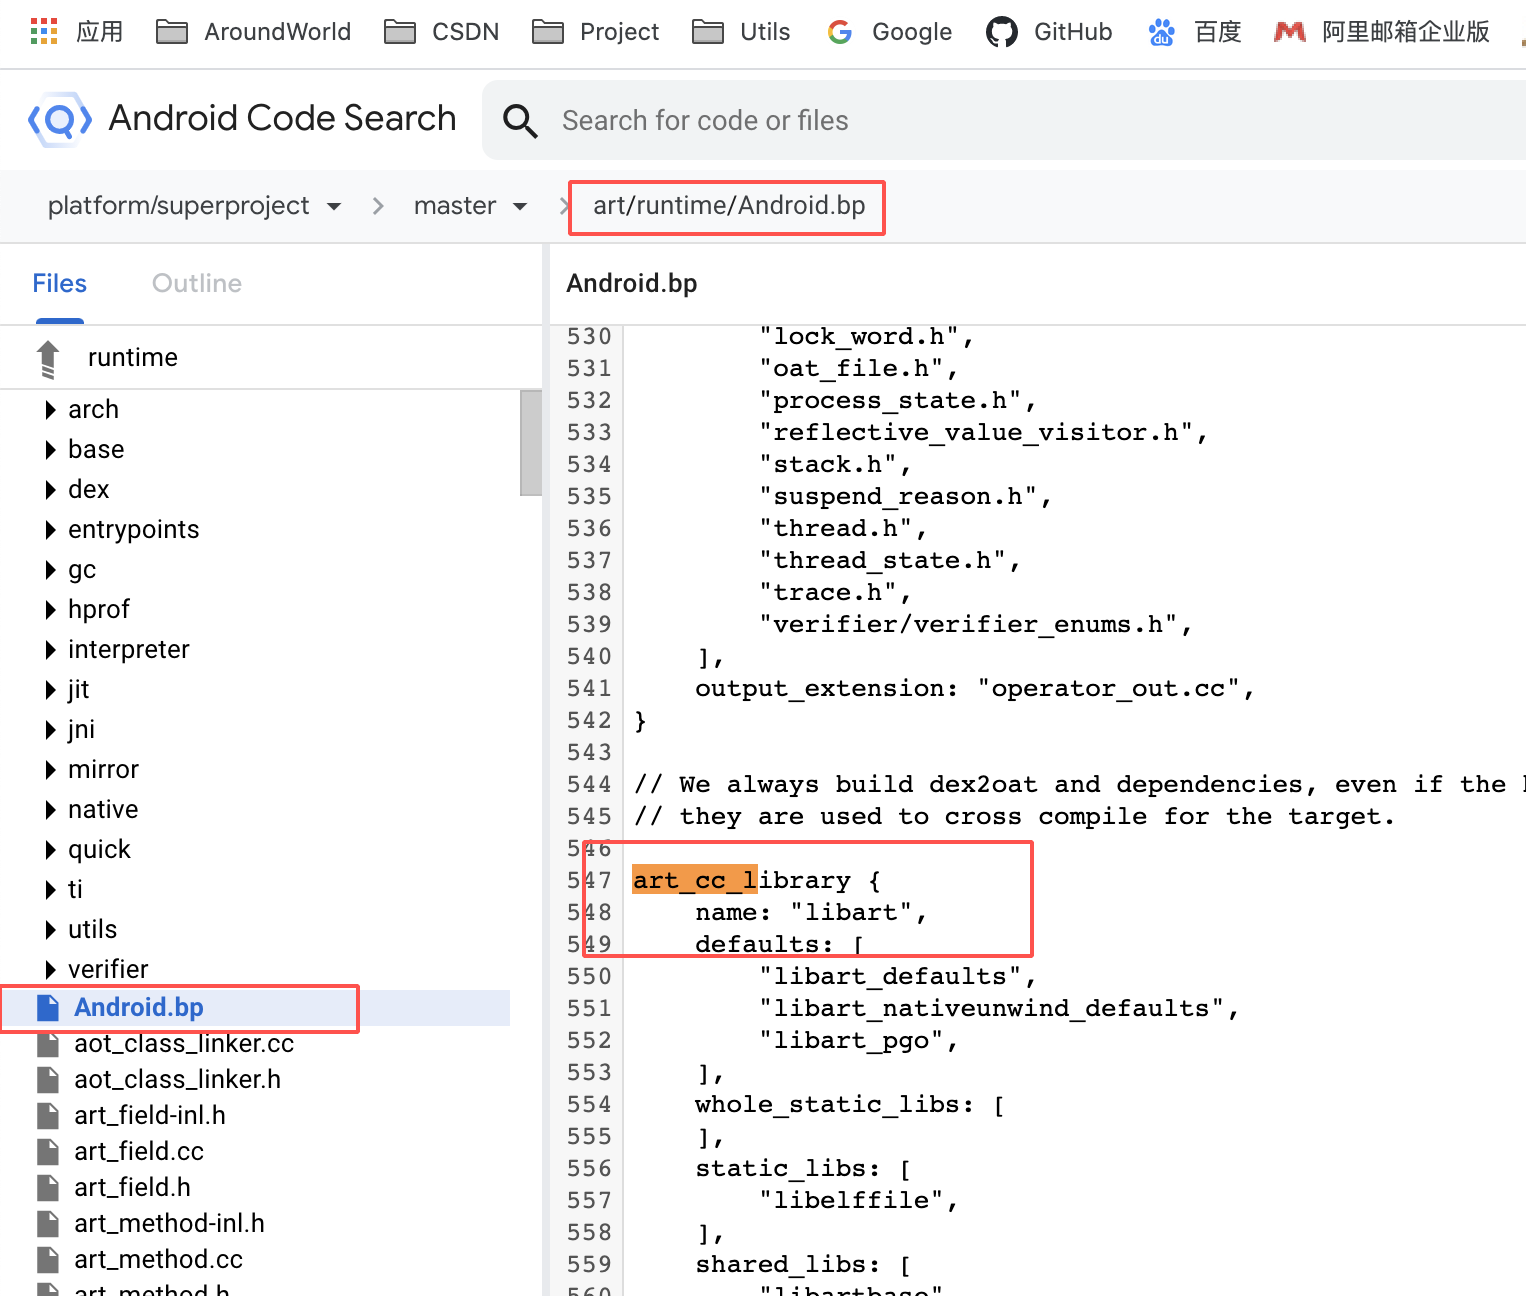 应用 AroundWorld CSDN Project Utils Google GitHub 百度 阿里邮箱企业版
Android Code Search Search for code or files
platform/superproject master art/runtime/Android.bp
Files Outline
runtime
arch
base
dex
entrypoints
gc
hprof
interpreter
jit
jni
mirror
native
quick
ti
utils
verifier
Android.bp
aot_class_linker.cc
aot_class_linker.h
art_field-inl.h
art_field.cc
art_field.h
art_method-inl.h
art_method.cc
art_method.h
Android.bp
530 "lock_word.h",
531 "oat_file.h",
532 "process_state.h",
533 "reflective_value_visitor.h",
534 "stack.h",
535 "suspend_reason.h",
536 "thread.h",
537 "thread_state.h",
538 "trace.h",
539 "verifier/verifier_enums.h",
540 ],
541 output_extension: "operator_out.cc",
542 }
543
544 // We always build dex2oat and dependencies, even if the
545 // they are used to cross compile for the target.
546
547 art_cc_library {
548 name: "libart",
549 defaults: [
550 "libart_defaults",
551 "libart_nativeunwind_defaults",
552 "libart_pgo",
553 ],
554 whole_static_libs: [
555 ],
556 static_libs: [
557 "libelffile",
558 ],
559 shared_libs: [
560 "libartbase"